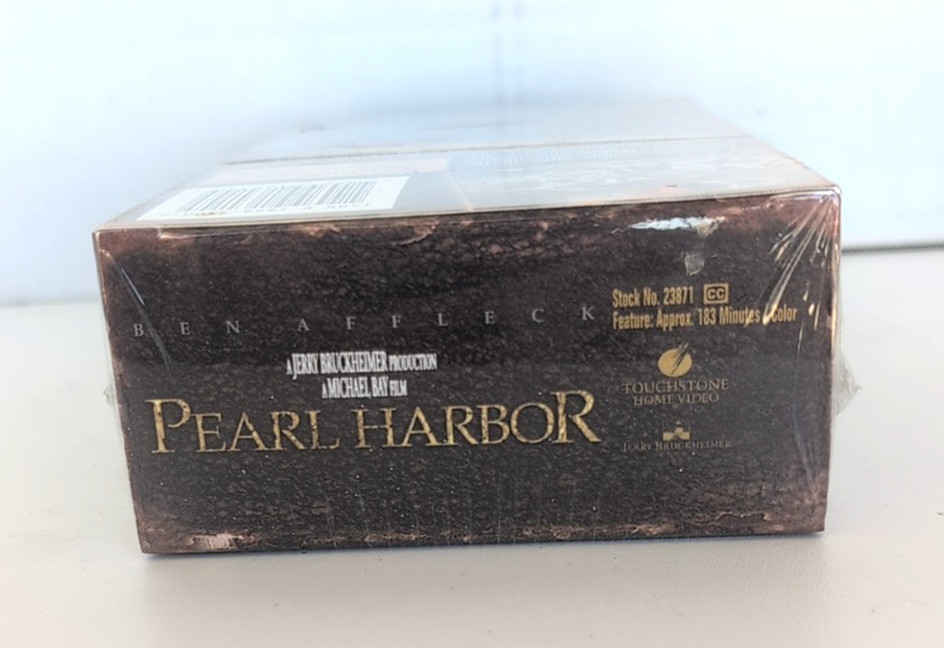 BEN AFFLECK
A JERRY BRUCKHEIMER PRODUCTION
A MICHAEL BAY FILM
PEARL HARBOR
Stock No. 23871 CC
Feature: Approx. 183 Minutes / Color
TOUCHSTONE
HOME VIDEO
JERRY BRUCKHEIMER